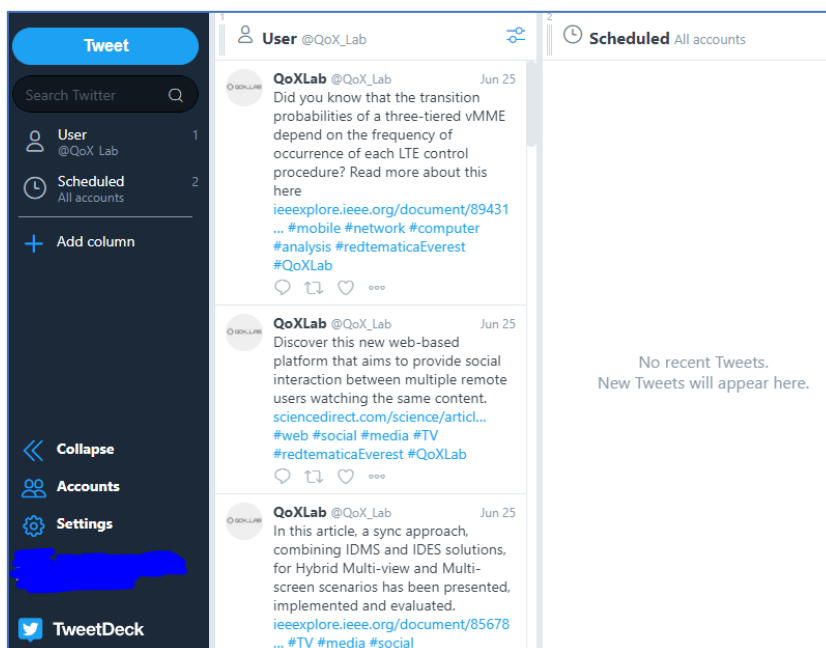 Tweet
Search Twitter
User 1
@QoX_Lab
Scheduled 2
All accounts
Add column
Collapse
Accounts
Settings
TweetDeck
1
User @QoX_Lab
QoXLab @QoX_Lab Jun 25
Did you know that the transition
probabilities of a three-tiered vMME
depend on the frequency of
occurrence of each LTE control
procedure? Read more about this
here
ieeexplore.ieee.org/document/89431
... #mobile #network #computer
#analysis #redtematicaEverest
#QoXLab
QoXLab @QoX_Lab Jun 25
Discover this new web-based
platform that aims to provide social
interaction between multiple remote
users watching the same content.
sciencedirect.com/science/articl...
#web #social #media #TV
#redtematicaEverest #QoXLab
QoXLab @QoX_Lab Jun 25
In this article, a sync approach,
combining IDMS and IDES solutions,
for Hybrid Multi-view and Multi-
screen scenarios has been presented,
implemented and evaluated.
ieeexplore.ieee.org/document/85678
... #TV #media #social
2
Scheduled All accounts
No recent Tweets.
New Tweets will appear here.